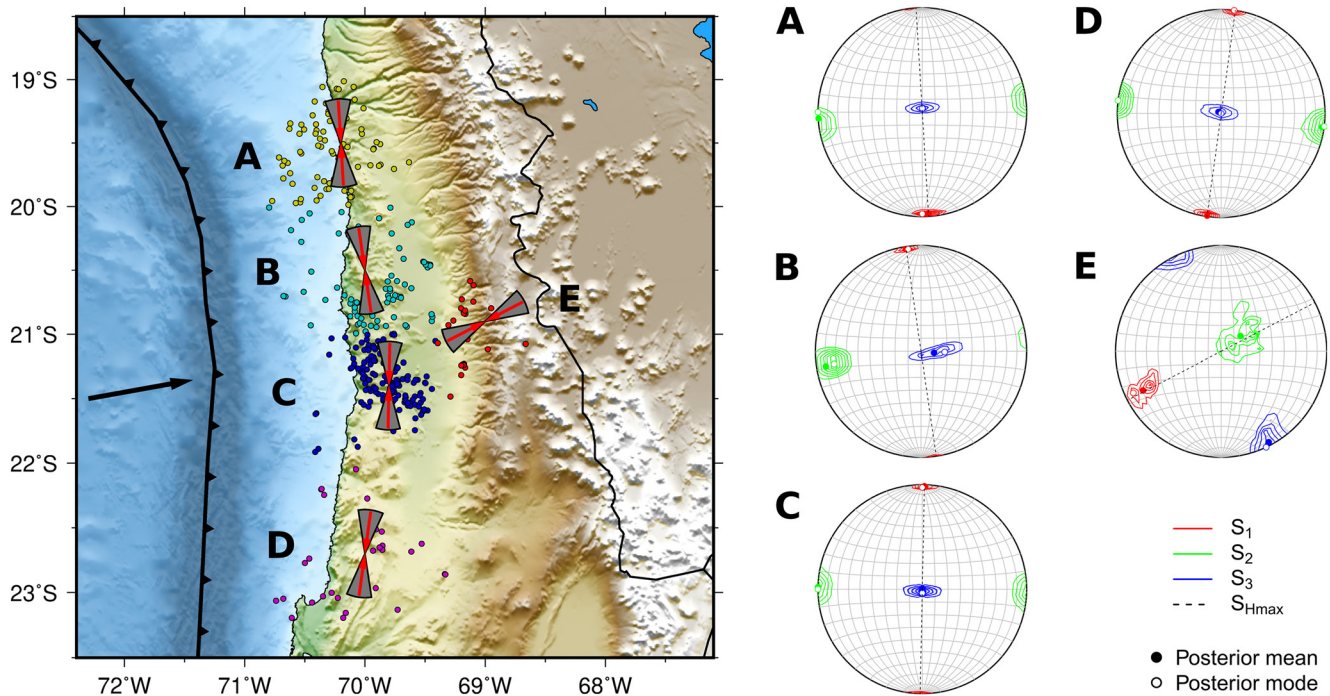 19°S
20°S
21°S
22°S
23°S
72°W
71°W
70°W
69°W
68°W
A
B
C
D
E
A
D
B
E
C
S1
S2
S3
SHmax
Posterior mean
Posterior mode